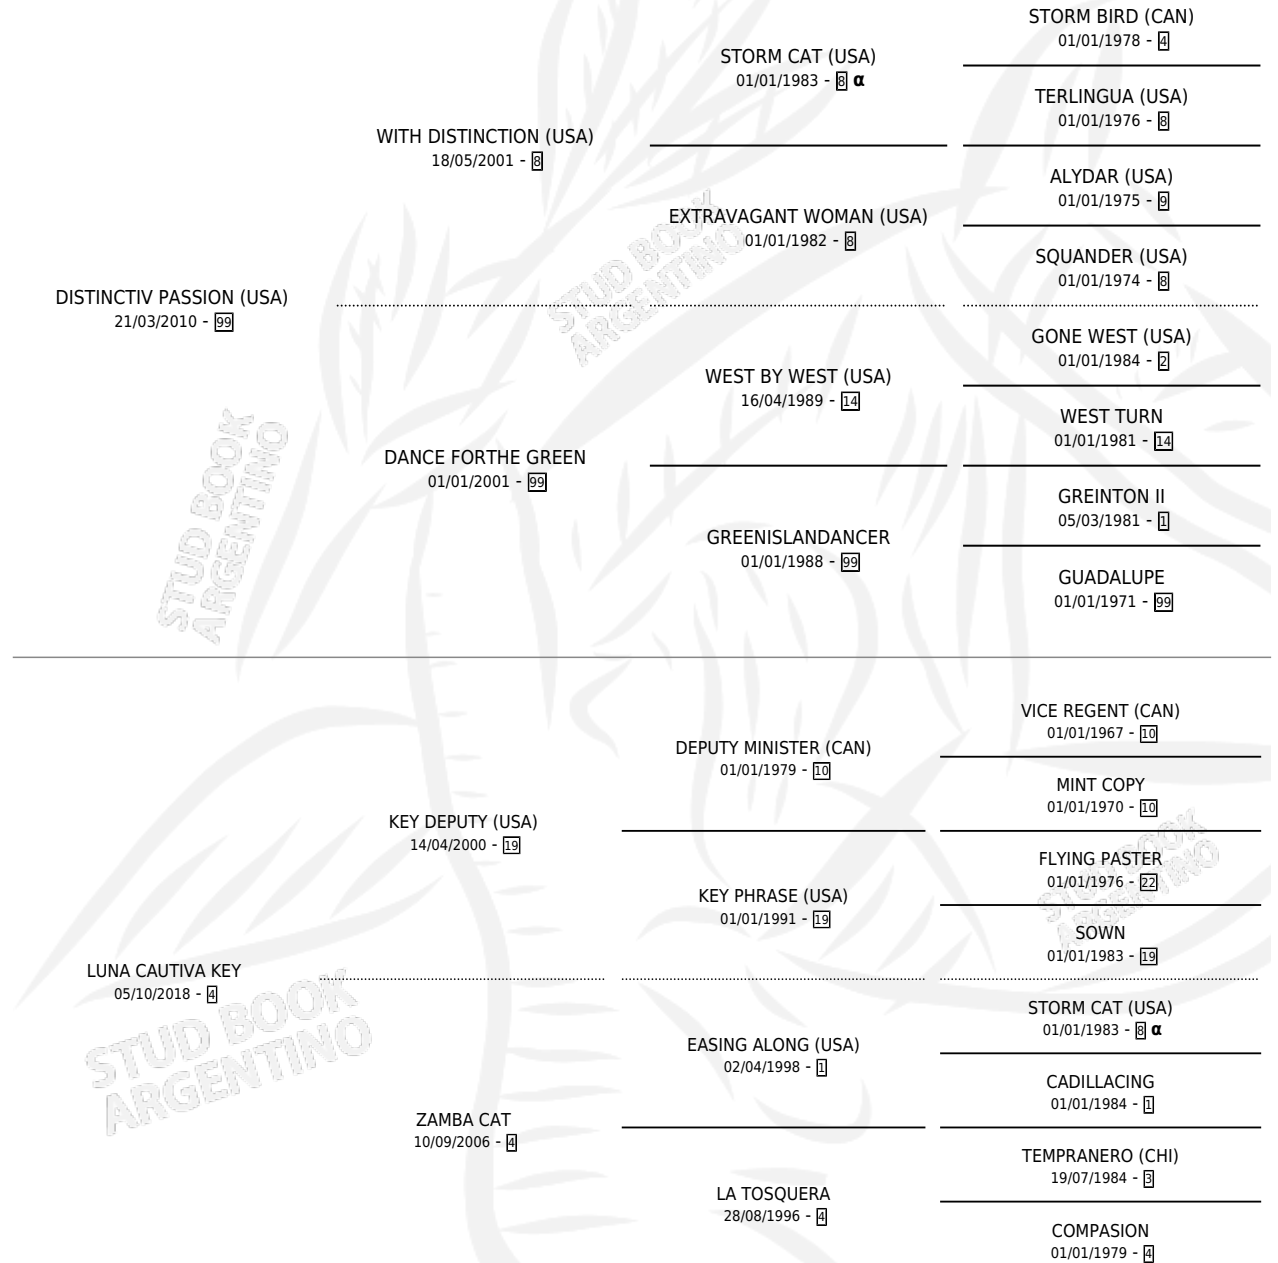 STORM BIRD (CAN)
01/01/1978 - 4
STORM CAT (USA)
01/01/1983 - 8 α
TERLINGUA (USA)
01/01/1976 - 8
WITH DISTINCTION (USA)
18/05/2001 - 8
ALYDAR (USA)
01/01/1975 - 9
EXTRAVAGANT WOMAN (USA)
01/01/1982 - 8
SQUANDER (USA)
01/01/1974 - 8
DISTINCTIV PASSION (USA)
21/03/2010 - 99
GONE WEST (USA)
01/01/1984 - 2
WEST BY WEST (USA)
16/04/1989 - 14
WEST TURN
01/01/1981 - 14
DANCE FORTHE GREEN
01/01/2001 - 99
GREINTON II
05/03/1981 - 1
GREENISLANDANCER
01/01/1988 - 99
GUADALUPE
01/01/1971 - 99
STUD BOOK
ARGENTINO
STUD BOOK
ARGENTINO
VICE REGENT (CAN)
01/01/1967 - 10
DEPUTY MINISTER (CAN)
01/01/1979 - 10
MINT COPY
01/01/1970 - 10
KEY DEPUTY (USA)
14/04/2000 - 19
FLYING PASTER
01/01/1976 - 22
KEY PHRASE (USA)
01/01/1991 - 19
SOWN
01/01/1983 - 19
LUNA CAUTIVA KEY
05/10/2018 - 4
STORM CAT (USA)
01/01/1983 - 8 α
EASING ALONG (USA)
02/04/1998 - 1
CADILLACING
01/01/1984 - 1
ZAMBA CAT
10/09/2006 - 4
TEMPRANERO (CHI)
19/07/1984 - 3
LA TOSQUERA
28/08/1996 - 4
COMPASION
01/01/1979 - 4
STUD BOOK
ARGENTINO
STUD BOOK
ARGENTINO